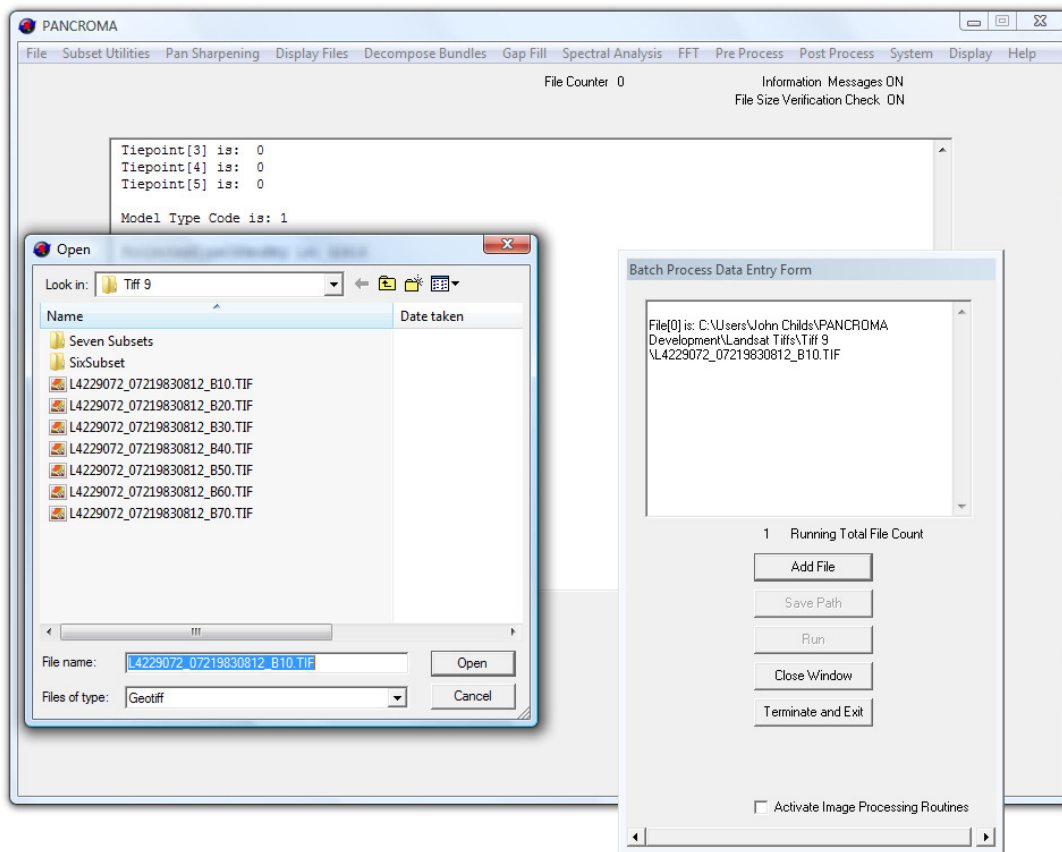 PANCROMA
File Subset Utilities Pan Sharpening Display Files Decompose Bundles Gap Fill Spectral Analysis FFT Pre Process Post Process System Display Help
File Counter 0
Information Messages ON
File Size Verification Check ON
Tiepoint[3] is: 0
Tiepoint[4] is: 0
Tiepoint[5] is: 0
Model Type Code is: 1
Open
Look in: Tiff 9
Name Date taken
Seven Subsets
SixSubset
L4229072_07219830812_B10.TIF
L4229072_07219830812_B20.TIF
L4229072_07219830812_B30.TIF
L4229072_07219830812_B40.TIF
L4229072_07219830812_B50.TIF
L4229072_07219830812_B60.TIF
L4229072_07219830812_B70.TIF
File name: L4229072_07219830812_B10.TIF Open
Files of type: Geotiff Cancel
Batch Process Data Entry Form
File[0] is: C:\Users\John Childs\PANCROMA
Development\Landsat Tiffs\Tiff 9
\L4229072_07219830812_B10.TIF
1 Running Total File Count
Add File
Save Path
Run
Close Window
Terminate and Exit
Activate Image Processing Routines